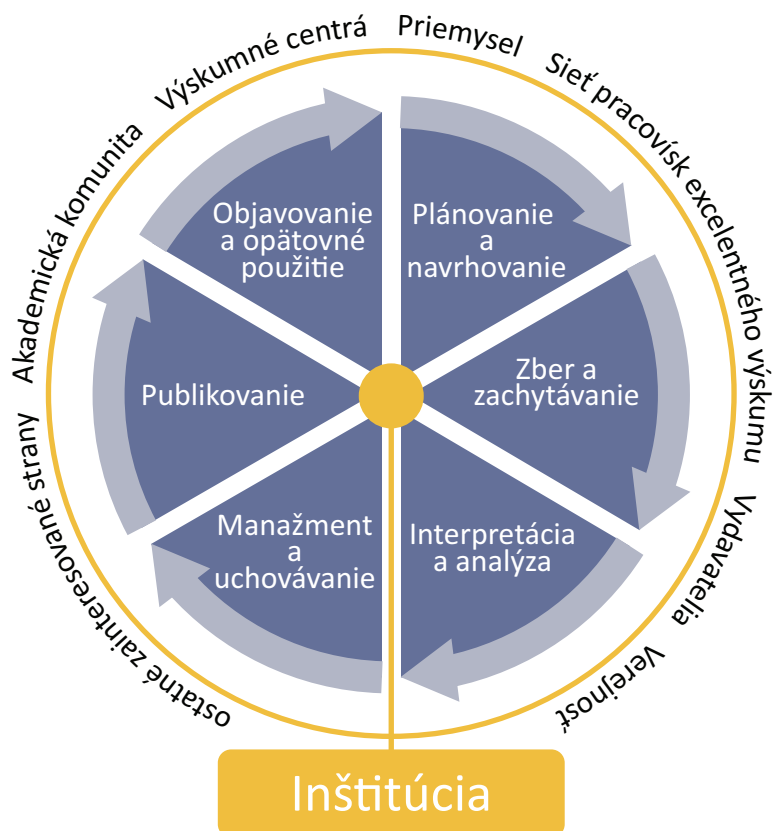 Akademická komunita
Výskumné centrá
Priemysel
Sieť pracovísk excelentného výskumu
Vydavatelia
Verejnosť
ostatné zainteresované strany
Objavovanie
a opätovné
použitie
Plánovanie
a
navrhovanie
Publikovanie
Zber a
zachytávanie
Manažment
a
uchovávanie
Interpretácia
a analýza
Inštitúcia